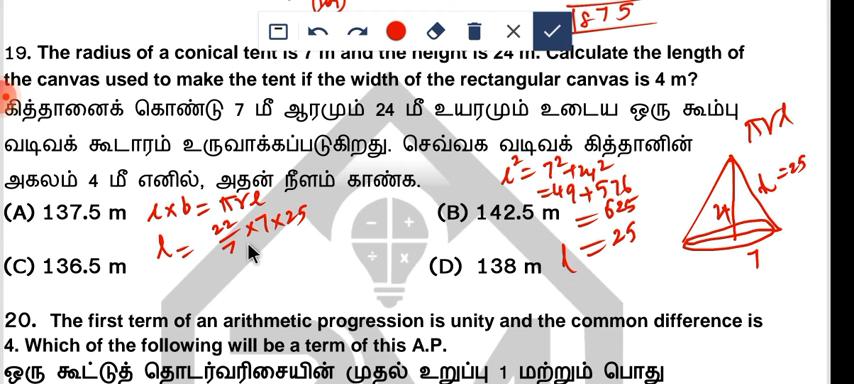 1875
19. The radius of a conical tent is 7 m and the height is 24 m. Calculate the length of
the canvas used to make the tent if the width of the rectangular canvas is 4 m?
கித்தானைக் கொண்டு 7 மீ ஆரமும் 24 மீ உயரமும் உடைய ஒரு கூம்பு
வடிவக் கூடாரம் உருவாக்கப்படுகிறது. செவ்வக வடிவக் கித்தானின்
அகலம் 4 மீ எனில், அதன் நீளம் காண்க.
πrl
l² = 7² + 24²
= 49 + 576
= 625
l = 25
l = 25
24
7
(A) 137.5 m
l × b = πrl
l = 22/7 × 7 × 25
(B) 142.5 m
(C) 136.5 m
(D) 138 m
20. The first term of an arithmetic progression is unity and the common difference is
4. Which of the following will be a term of this A.P.
ஒரு கூட்டுத் தொடர்வரிசையின் முதல் உறுப்பு 1 மற்றும் பொது